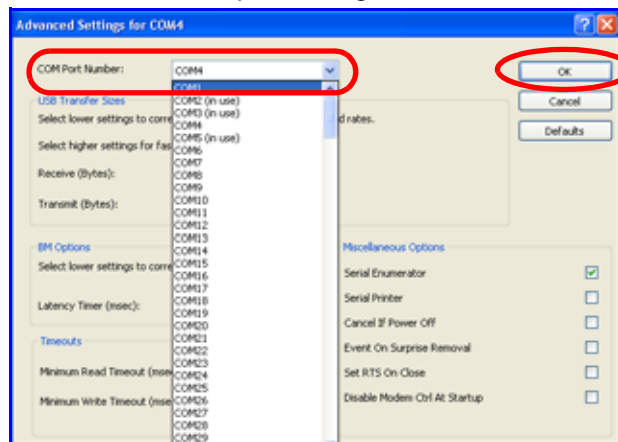 Advanced Settings for COM4
COM Port Number:
COM4
OK
Cancel
Defaults
COM1
COM2 (in use)
COM3 (in use)
COM4
COM5 (in use)
COM6
COM7
COM8
COM9
COM10
COM11
COM12
COM13
COM14
COM15
COM16
COM17
COM18
COM19
COM20
COM21
COM22
COM23
COM24
COM25
COM26
COM27
COM28
COM29
USB Transfer Sizes
Select lower settings to corre
d rates.
Select higher settings for fas
Receive (Bytes):
Transmit (Bytes):
BM Options
Select lower settings to corre
Latency Timer (msec):
Timeouts
Minimum Read Timeout (mse
Minimum Write Timeout (mse
Miscellaneous Options
Serial Enumerator
Serial Printer
Cancel If Power Off
Event On Surprise Removal
Set RTS On Close
Disable Modem Ctrl At Startup